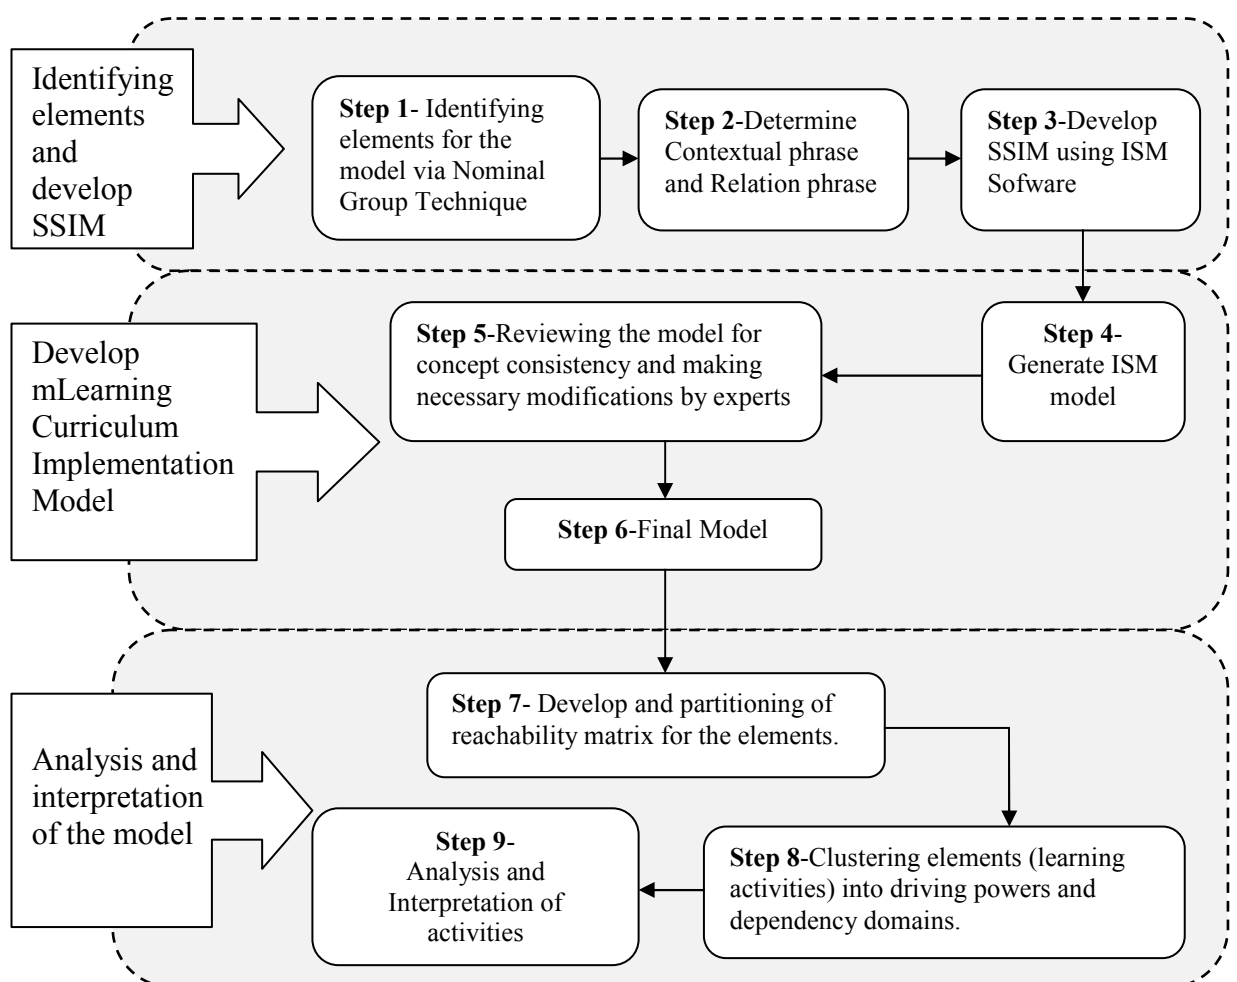 Identifying
elements
and
develop
SSIM
Step 1- Identifying
elements for the
model via Nominal
Group Technique
Step 2-Determine
Contextual phrase
and Relation phrase
Step 3-Develop
SSIM using ISM
Sofware
Develop
mLearning
Curriculum
Implementation
Model
Step 4-
Generate ISM
model
Step 5-Reviewing the model for
concept consistency and making
necessary modifications by experts
Step 6-Final Model
Analysis and
interpretation
of the model
Step 7- Develop and partitioning of
reachability matrix for the elements.
Step 8-Clustering elements (learning
activities) into driving powers and
dependency domains.
Step 9-
Analysis and
Interpretation of
activities